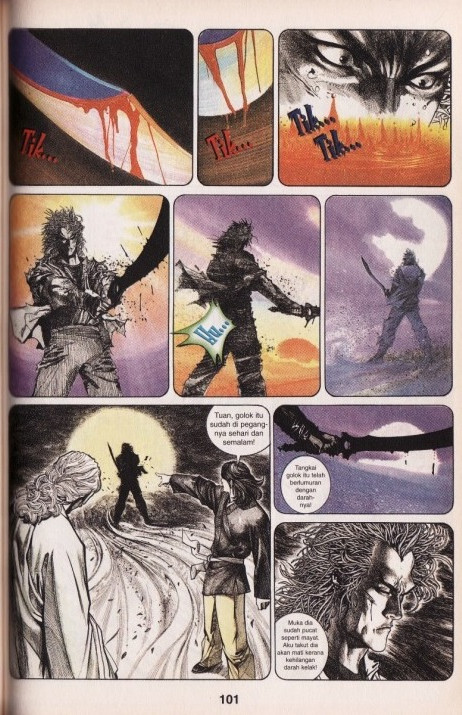 Tik...
Tik...
Tik...
Tik...
Tuan, golok itu
sudah di pegang-
nya sehari dan
semalam!
Tangkai
golok itu telah
berlumuran
dengan
darah-
nya!
Muka dia
sudah pucat
seperti mayat.
Aku takut dia
akan mati kerana
kehilangan
darah kelak!
101